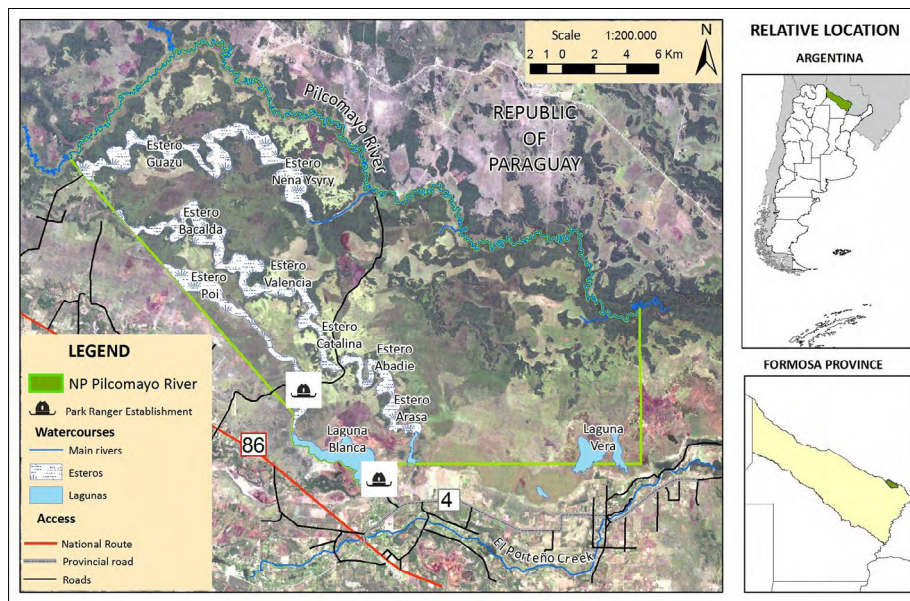 Scale 1:200.000
2 1 0 2 4 6 Km
N
Pilcomayo River
REPUBLIC
OF
PARAGUAY
Estero
Guazu
Estero
Nena Ysyry
Estero
Bacalda
Estero
Poi
Estero
Valencia
Estero
Catalina
Estero
Abadie
Estero
Arasa
Laguna
Blanca
Laguna
Vera
86
4
El Porteño Creek
LEGEND
NP Pilcomayo River
Park Ranger Establishment
Watercourses
Main rivers
Esteros
Lagunas
Access
National Route
Provincial road
Roads
RELATIVE LOCATION
ARGENTINA
FORMOSA PROVINCE